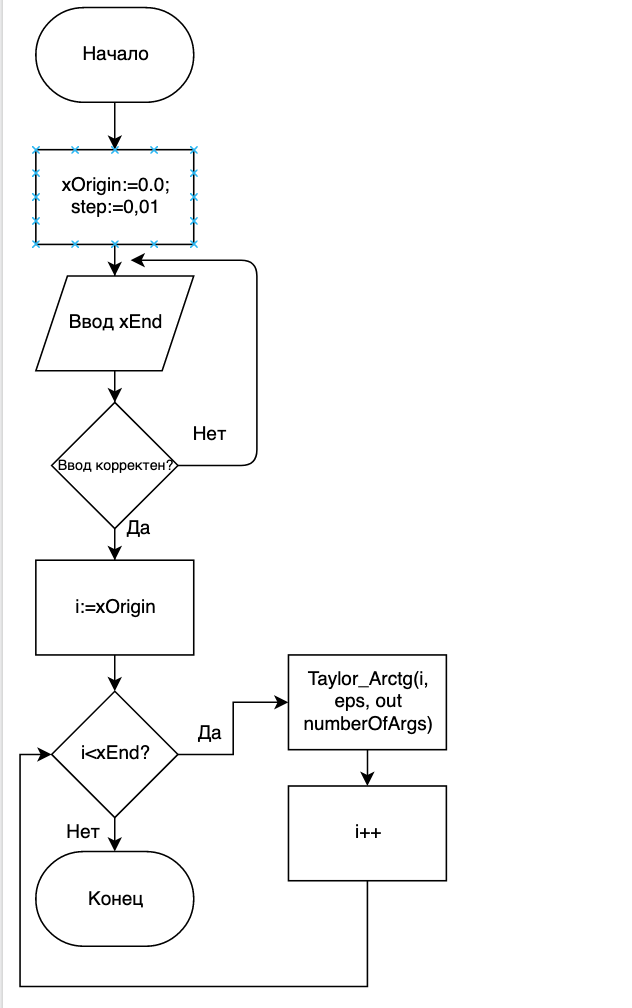 Начало
xOrigin:=0.0;
step:=0,01
Ввод xEnd
Нет
Ввод корректен?
Да
i:=xOrigin
Taylor_Arctg(i,
eps, out
numberOfArgs)
Да
i<xEnd?
i++
Нет
Конец